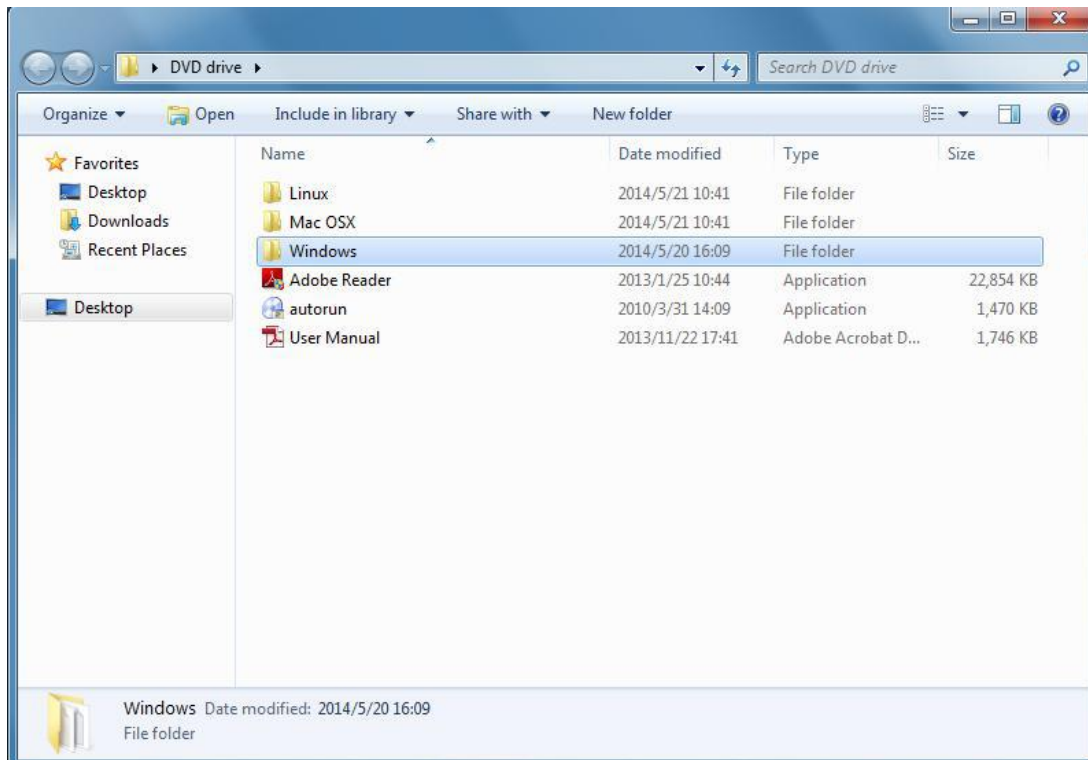 DVD drive
Search DVD drive
Organize Open Include in library Share with New folder
Favorites
Desktop
Downloads
Recent Places
Desktop
Name Date modified Type Size
Linux 2014/5/21 10:41 File folder
Mac OSX 2014/5/21 10:41 File folder
Windows 2014/5/20 16:09 File folder
Adobe Reader 2013/1/25 10:44 Application 22,854 KB
autorun 2010/3/31 14:09 Application 1,470 KB
User Manual 2013/11/22 17:41 Adobe Acrobat D... 1,746 KB
Windows Date modified: 2014/5/20 16:09
File folder